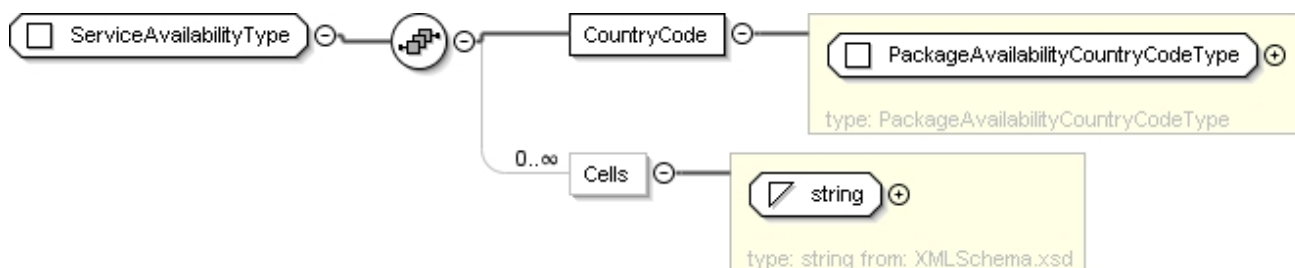 ServiceAvailabilityType
CountryCode
PackageAvailabilityCountryCodeType
type: PackageAvailabilityCountryCodeType
0..∞
Cells
string
type: string from: XMLSchema.xsd